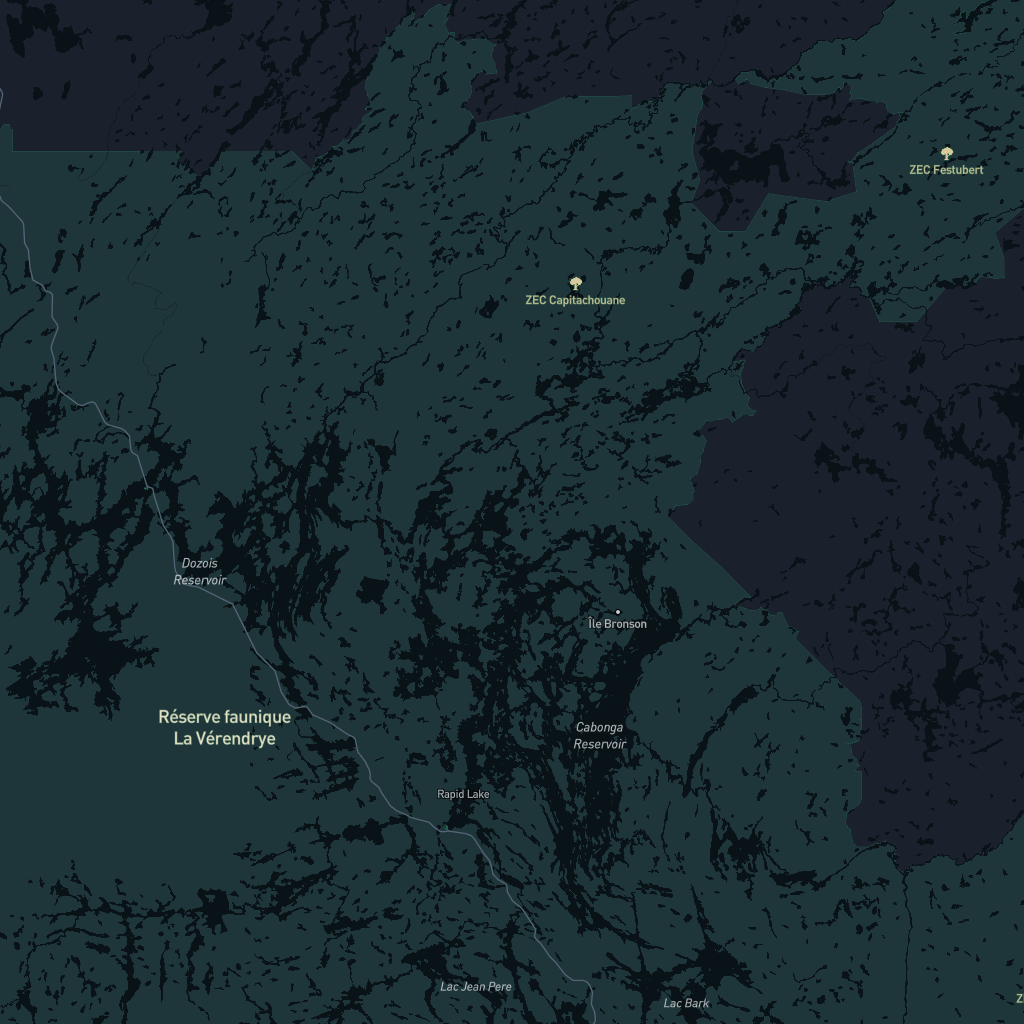 ZEC Festubert
ZEC Capitachouane
Dozois
Reservoir
Île Bronson
Réserve faunique
La Vérendrye
Cabonga
Reservoir
Rapid Lake
Lac Jean Pere
Lac Bark